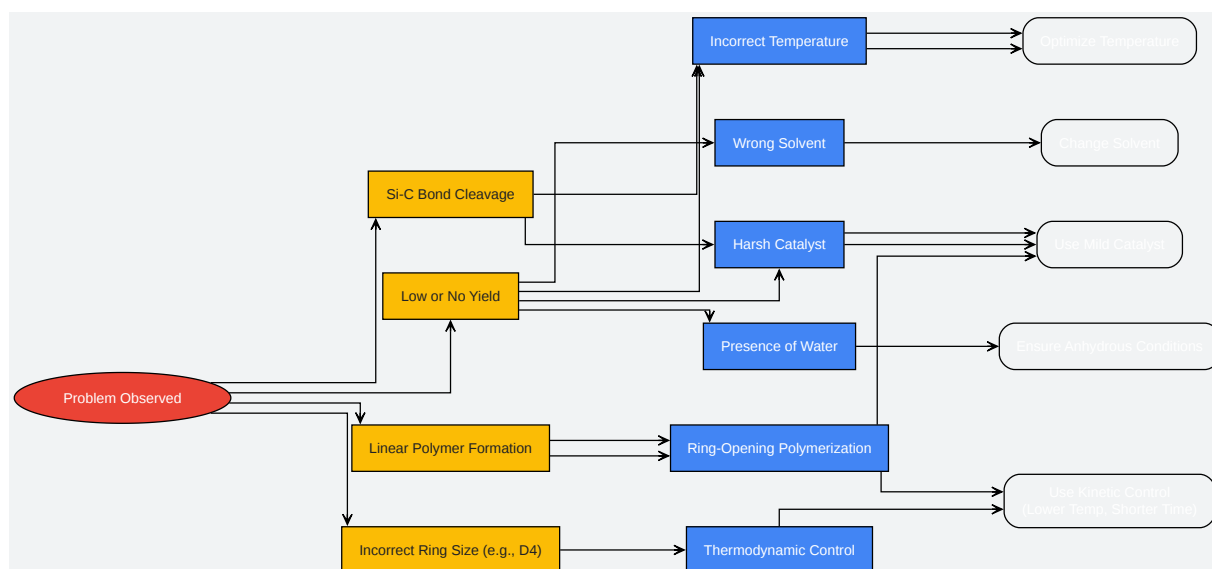 Incorrect Temperature
Optimize Temperature
Wrong Solvent
Change Solvent
Si-C Bond Cleavage
Harsh Catalyst
Use Mild Catalyst
Low or No Yield
Presence of Water
Ensure Anhydrous Conditions
Problem Observed
Linear Polymer Formation
Ring-Opening Polymerization
Use Kinetic Control
(Lower Temp, Shorter Time)
Incorrect Ring Size (e.g., D4)
Thermodynamic Control